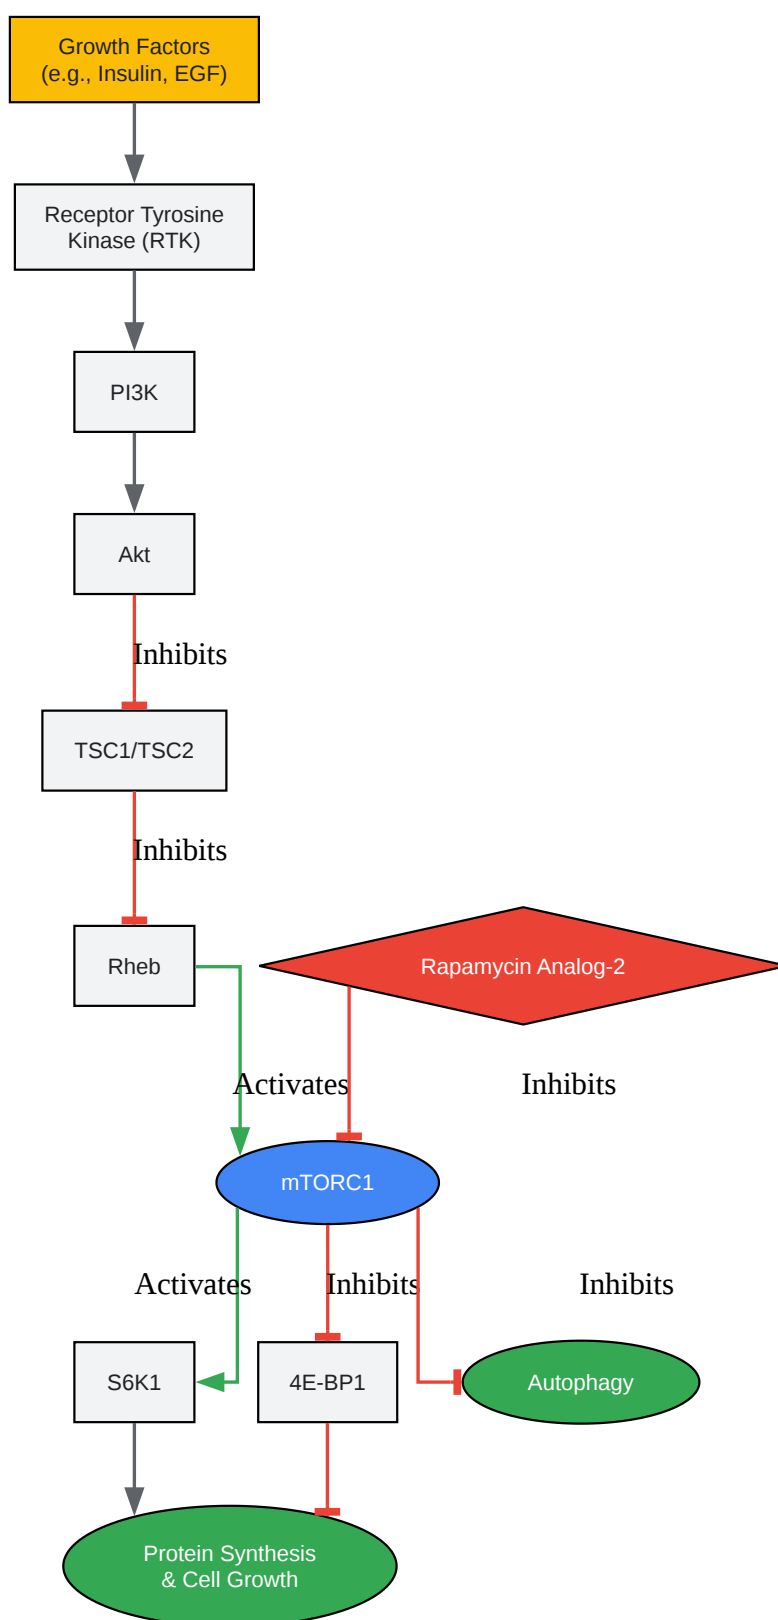 Growth Factors
(e.g., Insulin, EGF)
Receptor Tyrosine
Kinase (RTK)
PI3K
Akt
Inhibits
TSC1/TSC2
Inhibits
Rheb
Rapamycin Analog-2
Activates
Inhibits
mTORC1
Activates
Inhibits
Inhibits
S6K1
4E-BP1
Autophagy
Protein Synthesis
& Cell Growth